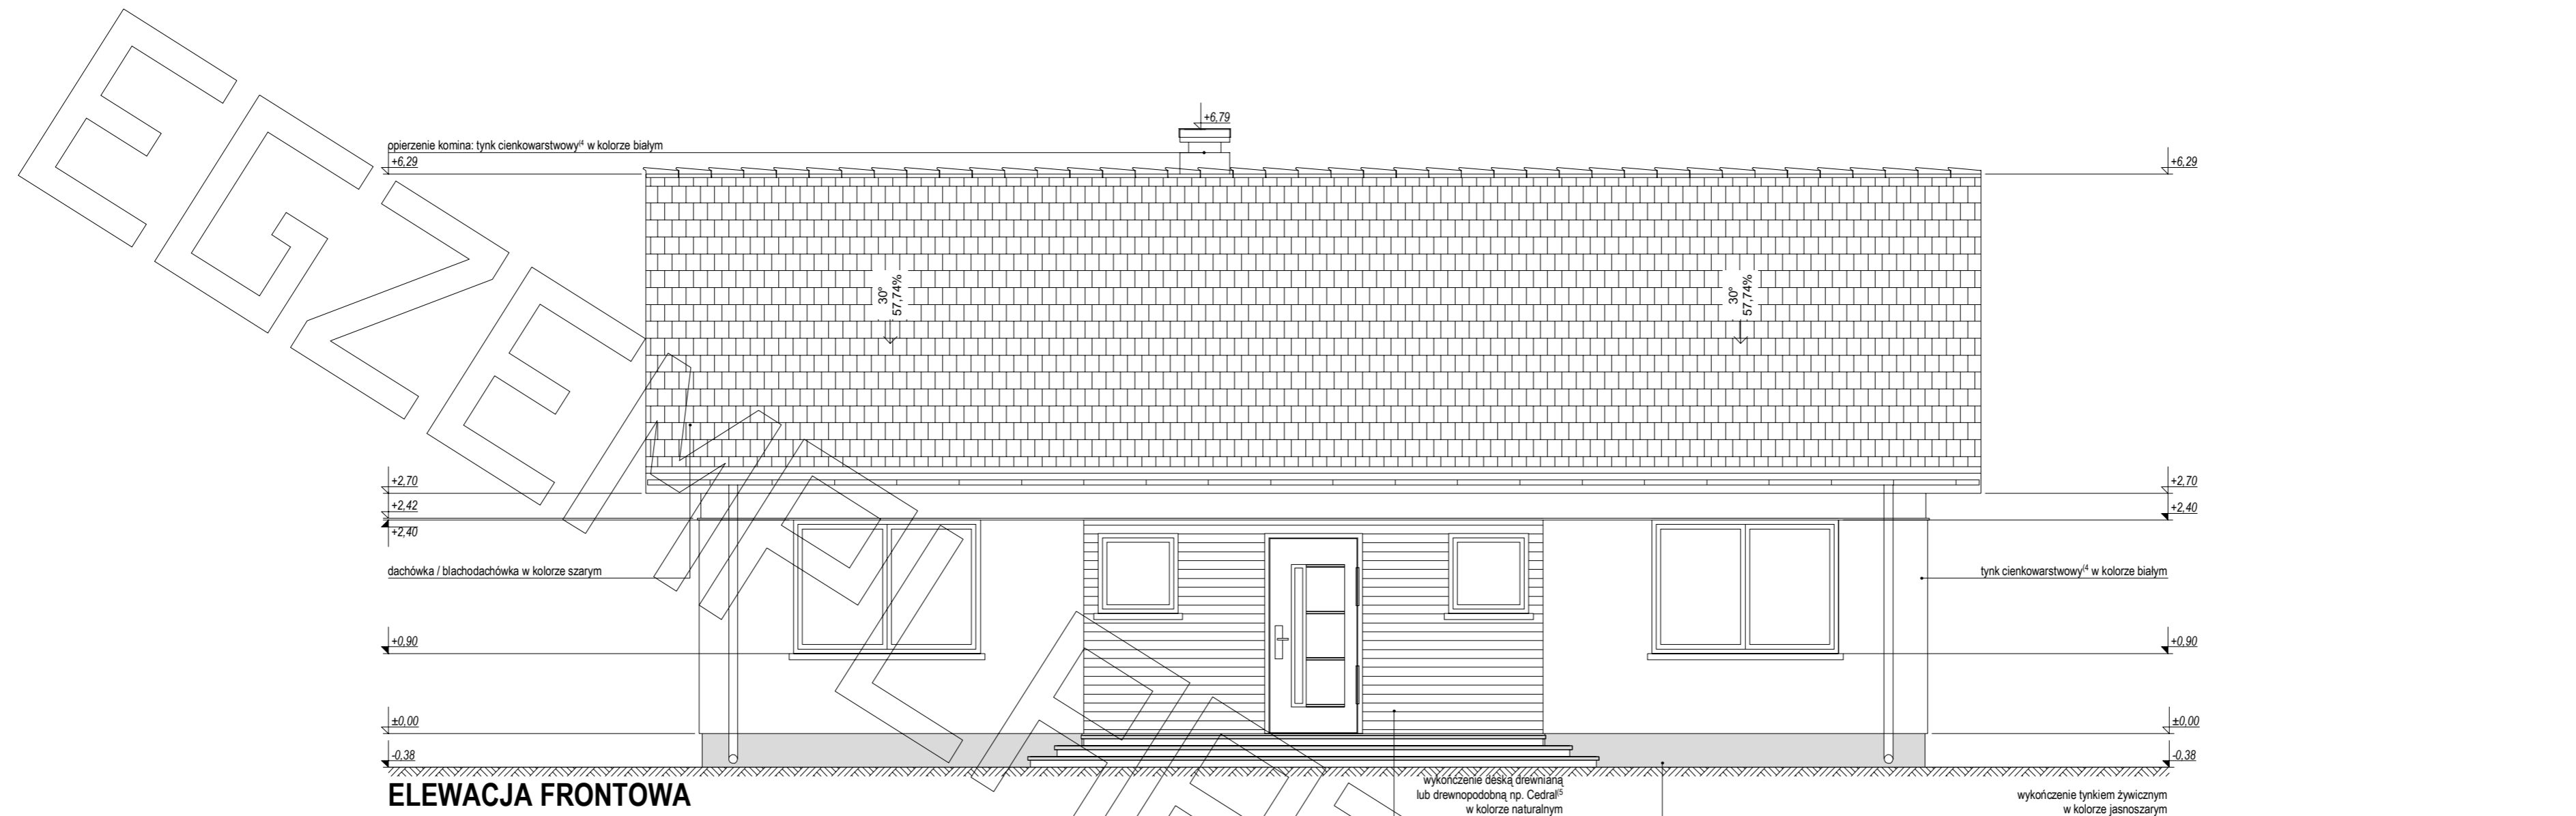 +6,79
opierzenie komina: tynk cienkowarstwowy⁽⁴ w kolorze białym
+6,29
+6,29
30°
57,74%
30°
57,74%
+2,70
+2,70
+2,42
+2,40
+2,40
dachówka / blachodachówka w kolorze szarym
tynk cienkowarstwowy⁽⁴ w kolorze białym
+0,90
+0,90
±0,00
±0,00
-0,38
-0,38
ELEWACJA FRONTOWA
wykończenie deską drewnianą
lub drewnopodobną np. Cedral⁽⁵
w kolorze naturalnym
wykończenie tynkiem żywicznym
w kolorze jasnoszarym